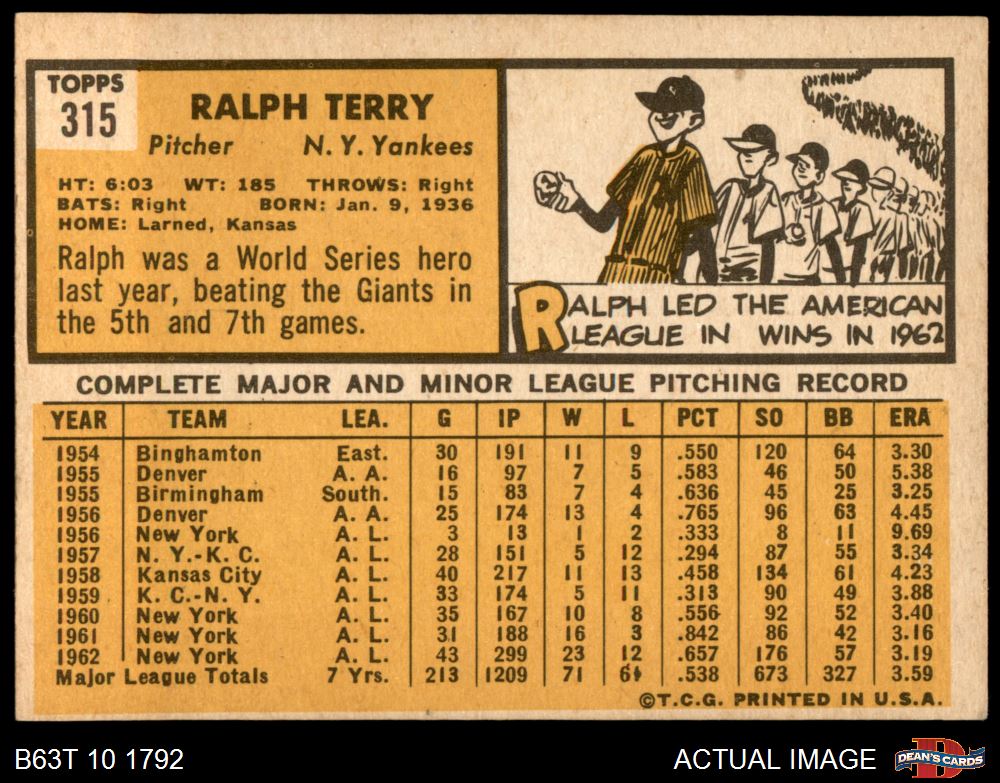 TOPPS
315
RALPH TERRY
Pitcher N. Y. Yankees
HT: 6:03 WT: 185 THROWS: Right
BATS: Right BORN: Jan. 9, 1936
HOME: Larned, Kansas
Ralph was a World Series hero
last year, beating the Giants in
the 5th and 7th games.
RALPH LED THE AMERICAN
LEAGUE IN WINS IN 1962
COMPLETE MAJOR AND MINOR LEAGUE PITCHING RECORD
YEAR TEAM LEA. G IP W L PCT SO BB ERA
1954 Binghamton East. 30 191 11 9 .550 120 64 3.30
1955 Denver A. A. 16 97 7 5 .583 46 50 5.38
1955 Birmingham South. 15 83 7 4 .636 45 25 3.25
1956 Denver A. A. 25 174 13 4 .765 96 63 4.45
1956 New York A. L. 3 13 1 2 .333 8 11 9.69
1957 N. Y.-K. C. A. L. 28 151 5 12 .294 87 55 3.34
1958 Kansas City A. L. 40 217 11 13 .458 134 61 4.23
1959 K. C.-N. Y. A. L. 33 174 5 11 .313 90 49 3.88
1960 New York A. L. 35 167 10 8 .556 92 52 3.40
1961 New York A. L. 31 188 16 3 .842 86 42 3.16
1962 New York A. L. 43 299 23 12 .657 176 57 3.19
Major League Totals 7 Yrs. 213 1209 71 61 .538 673 327 3.59
©T.C.G. PRINTED IN U.S.A.
B63T 10 1792 ACTUAL IMAGE DEAN'S CARDS